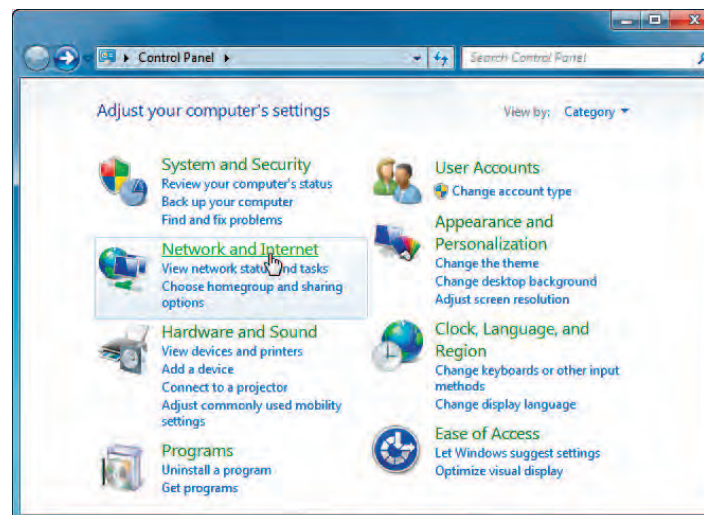 Control Panel
Search Control Panel
Adjust your computer's settings
View by: Category
System and Security
Review your computer's status
Back up your computer
Find and fix problems
Network and Internet
View network status and tasks
Choose homegroup and sharing
options
Hardware and Sound
View devices and printers
Add a device
Connect to a projector
Adjust commonly used mobility
settings
Programs
Uninstall a program
Get programs
User Accounts
Change account type
Appearance and
Personalization
Change the theme
Change desktop background
Adjust screen resolution
Clock, Language, and
Region
Change keyboards or other input
methods
Change display language
Ease of Access
Let Windows suggest settings
Optimize visual display